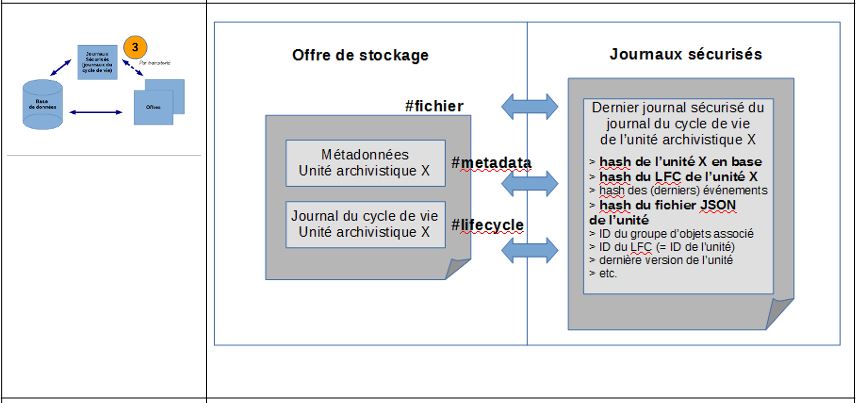 Journaux
Sécurisés
(journaux du
cycle de vie)
3
Par transitivité
Base
de données
Offres
Offre de stockage
#fichier
Métadonnées
Unité archivistique X
#metadata
Journal du cycle de vie
Unité archivistique X
#lifecycle
Journaux sécurisés
Dernier journal sécurisé du
journal du cycle de vie
de l'unité archivistique X
> hash de l'unité X en base
> hash du LFC de l'unité X
> hash des (derniers) événements
> hash du fichier JSON
de l'unité
> ID du groupe d'objets associé
> ID du LFC (= ID de l'unité)
> dernière version de l'unité
> etc.